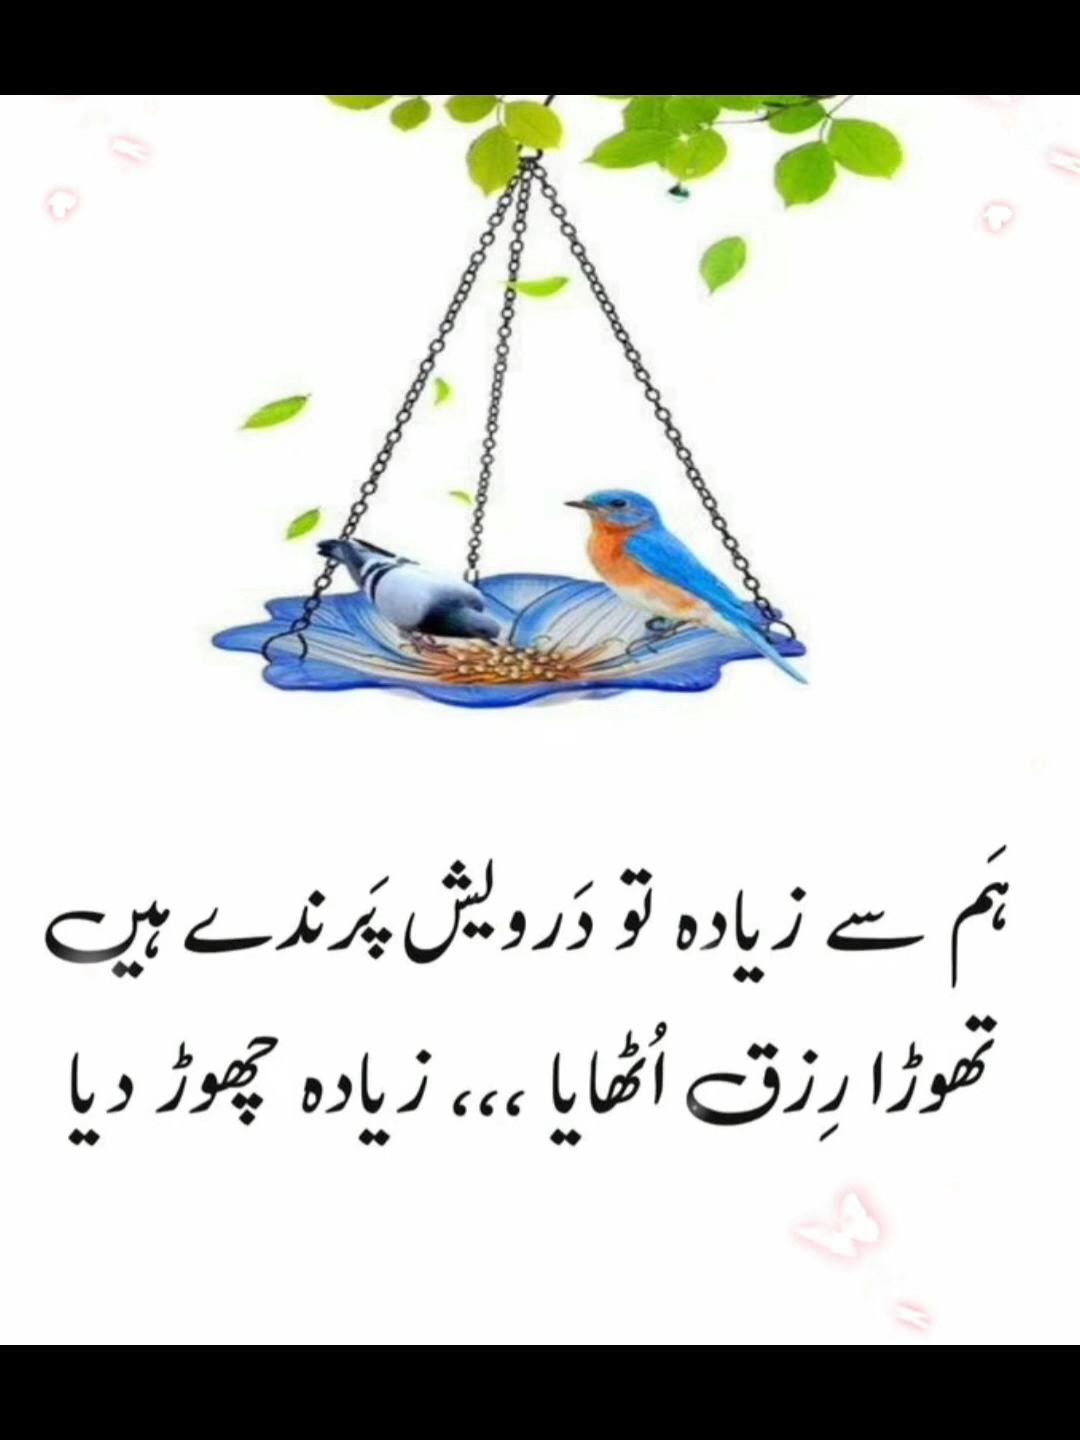 ہَم سے زیادہ تو دَرویش پَرندے ہیں
تھوڑا رِزق اُٹھایا ،،، زیادہ چھوڑ دیا